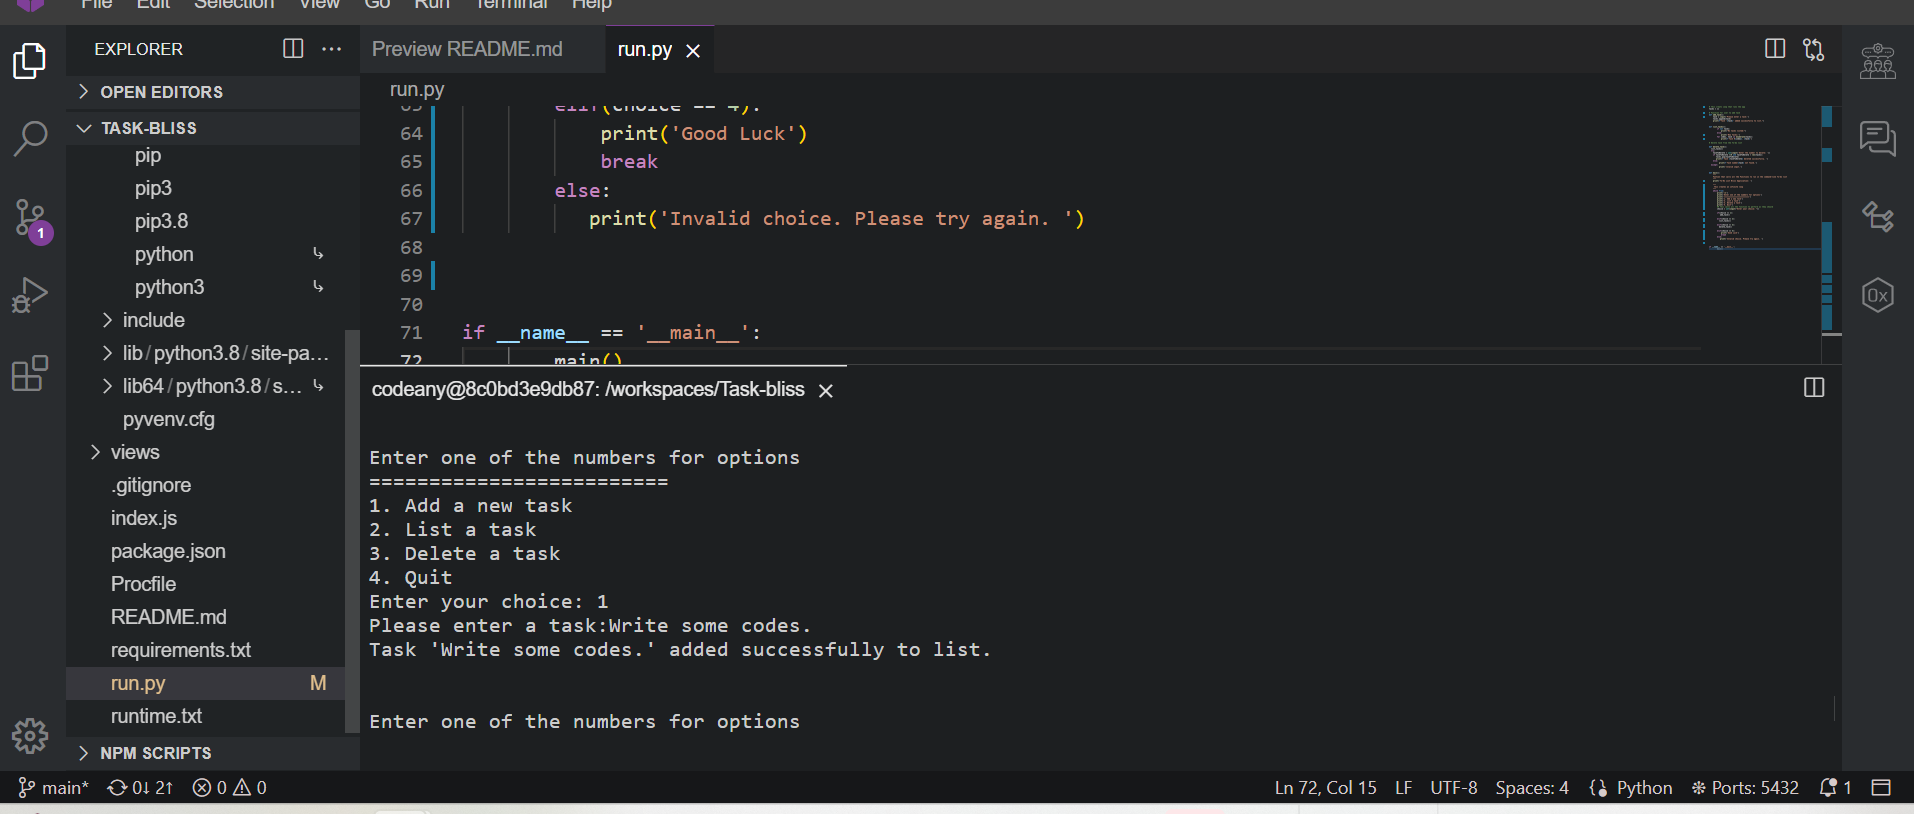 File Edit Selection View Go Run Terminal Help
EXPLORER
Preview README.md
run.py
OPEN EDITORS
TASK-BLISS
pip
pip3
pip3.8
python
python3
include
lib/python3.8/site-pa...
lib64/python3.8/s...
pyvenv.cfg
views
.gitignore
index.js
package.json
Procfile
README.md
requirements.txt
run.py M
runtime.txt
NPM SCRIPTS
1
run.py
63 elif(choice == 4):
64 print('Good Luck')
65 break
66 else:
67 print('Invalid choice. Please try again. ')
68
69
70
71 if __name__ == '__main__':
72 main()
codeany@8c0bd3e9db87: /workspaces/Task-bliss
Enter one of the numbers for options
=========================
1. Add a new task
2. List a task
3. Delete a task
4. Quit
Enter your choice: 1
Please enter a task:Write some codes.
Task 'Write some codes.' added successfully to list.
Enter one of the numbers for options
0x
main* 0↓ 2↑ 0 0
Ln 72, Col 15 LF UTF-8 Spaces: 4 Python Ports: 5432 1